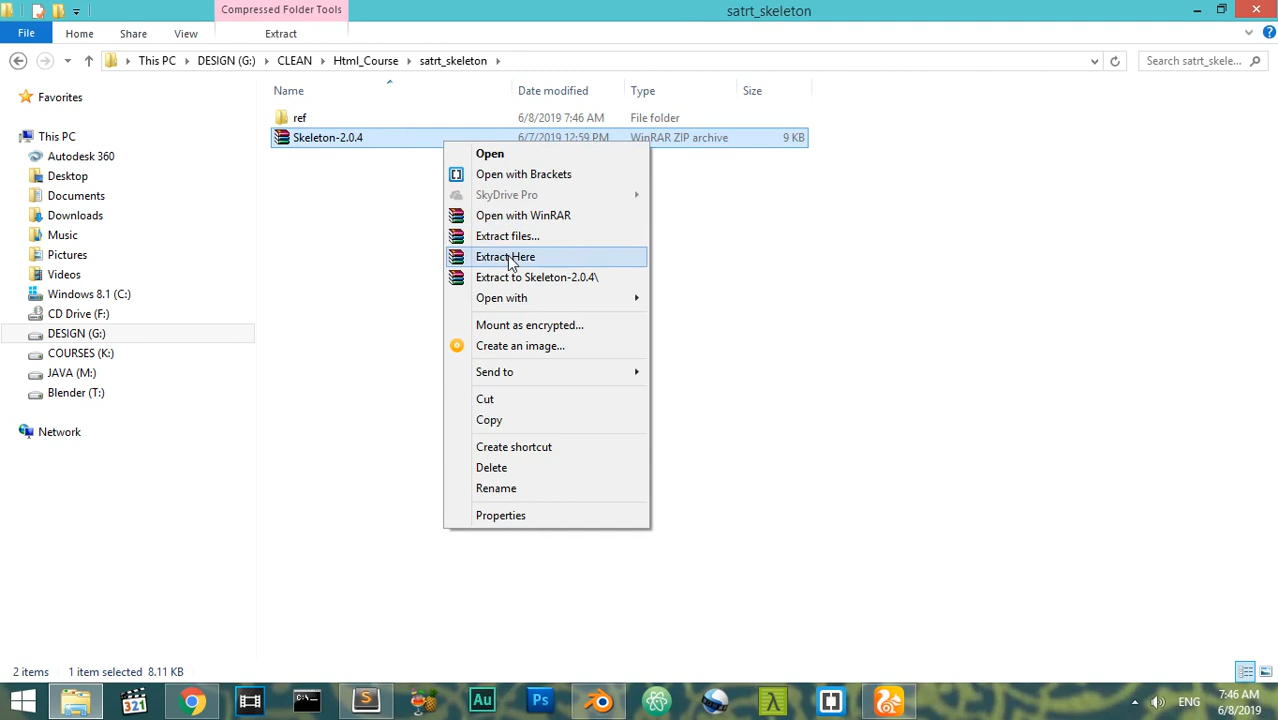 Compressed Folder Tools
satrt_skeleton
File Home Share View Extract
This PC DESIGN (G:) CLEAN Html_Course satrt_skeleton Search satrt_skele...
Favorites
This PC
Autodesk 360
Desktop
Documents
Downloads
Music
Pictures
Videos
Windows 8.1 (C:)
CD Drive (F:)
DESIGN (G:)
COURSES (K:)
JAVA (M:)
Blender (T:)
Network
Name Date modified Type Size
ref 6/8/2019 7:46 AM File folder
Skeleton-2.0.4 6/7/2019 12:59 PM WinRAR ZIP archive 9 KB
Open
Open with Brackets
SkyDrive Pro
Open with WinRAR
Extract files...
Extract Here
Extract to Skeleton-2.0.4\
Open with
Mount as encrypted...
Create an image...
Send to
Cut
Copy
Create shortcut
Delete
Rename
Properties
2 items 1 item selected 8.11 KB
321 Au Ps ENG
7:46 AM
6/8/2019